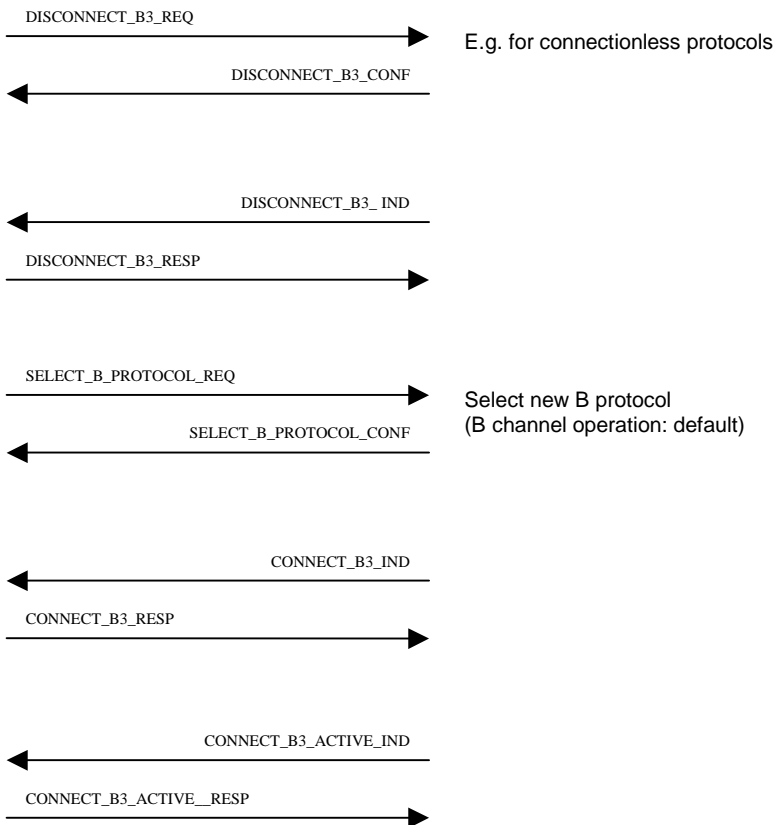 DISCONNECT_B3_REQ
E.g. for connectionless protocols
DISCONNECT_B3_CONF
DISCONNECT_B3_ IND
DISCONNECT_B3_RESP
SELECT_B_PROTOCOL_REQ
Select new B protocol
(B channel operation: default)
SELECT_B_PROTOCOL_CONF
CONNECT_B3_IND
CONNECT_B3_RESP
CONNECT_B3_ACTIVE_IND
CONNECT_B3_ACTIVE__RESP